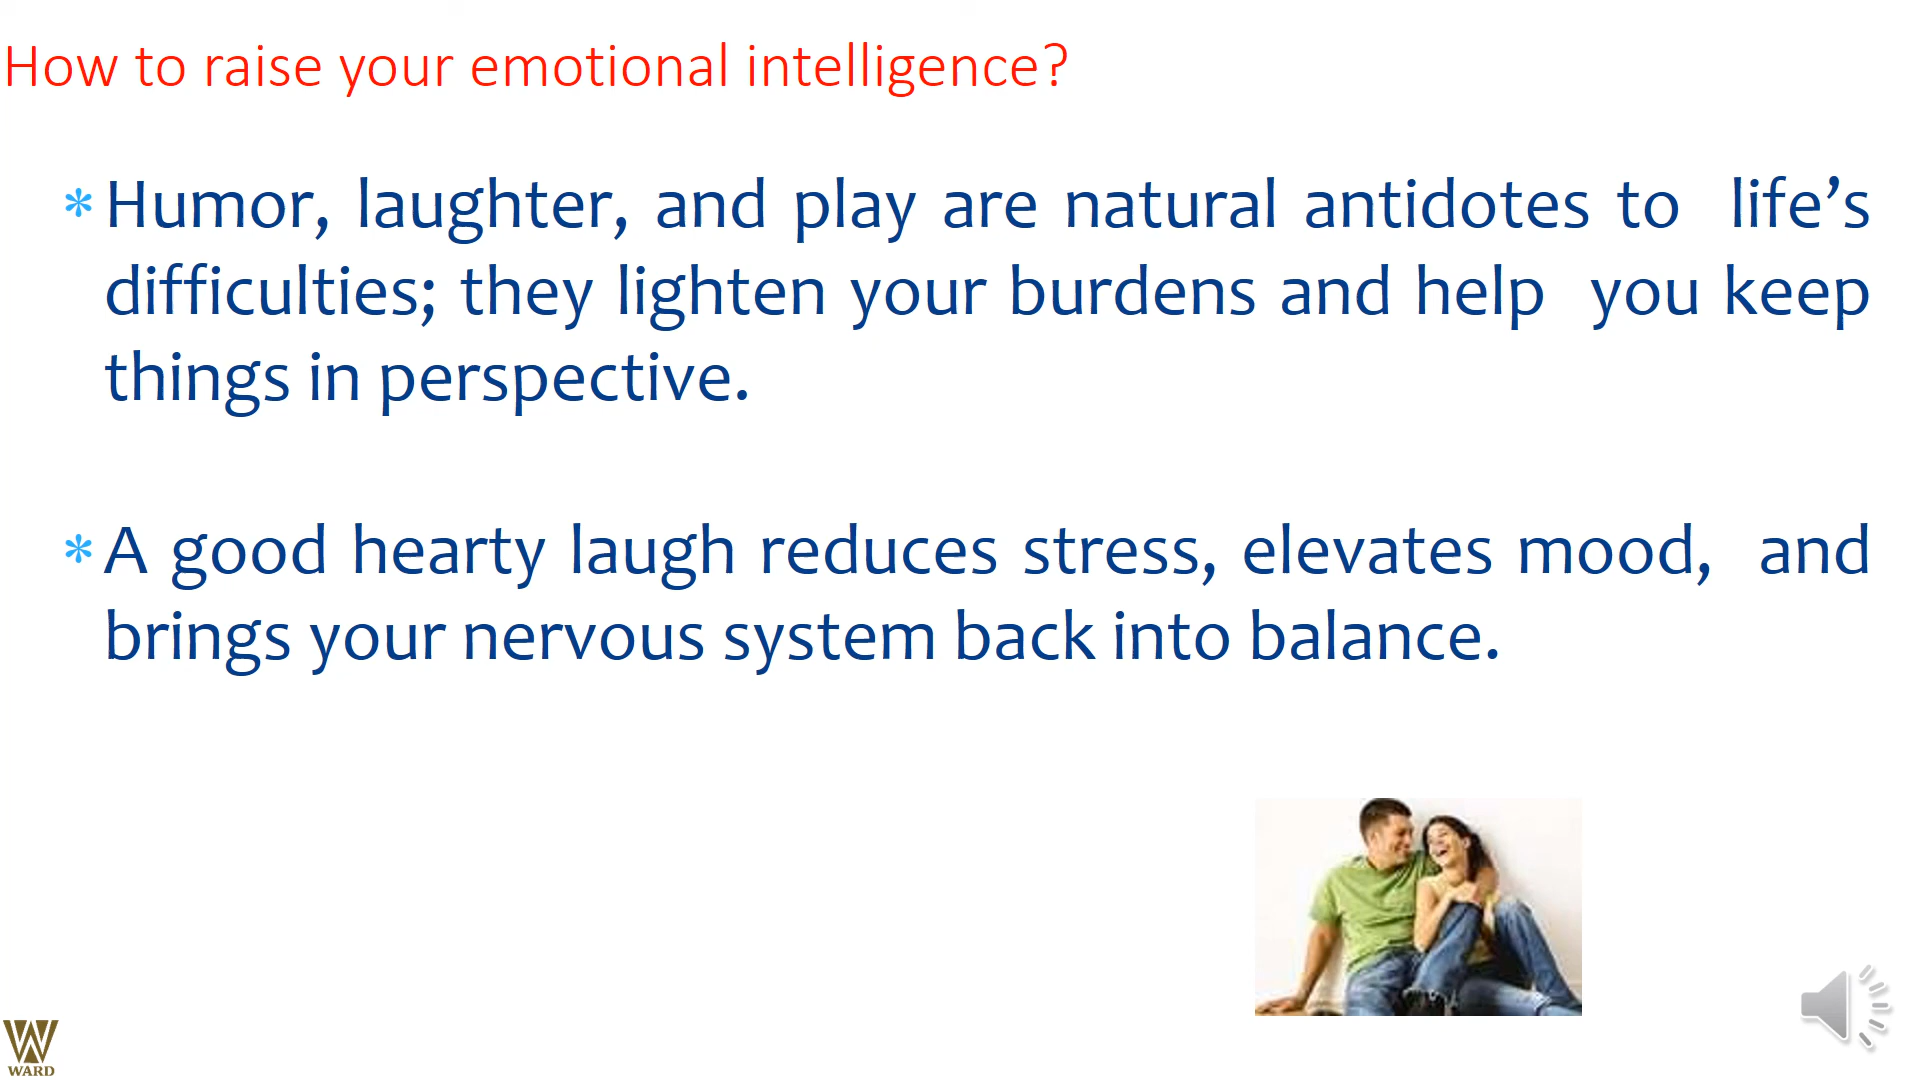 How to raise your emotional intelligence?
*Humor, laughter, and play are natural antidotes to life’s
difficulties; they lighten your burdens and help you keep
things in perspective.
*A good hearty laugh reduces stress, elevates mood, and
brings your nervous system back into balance.
WARD